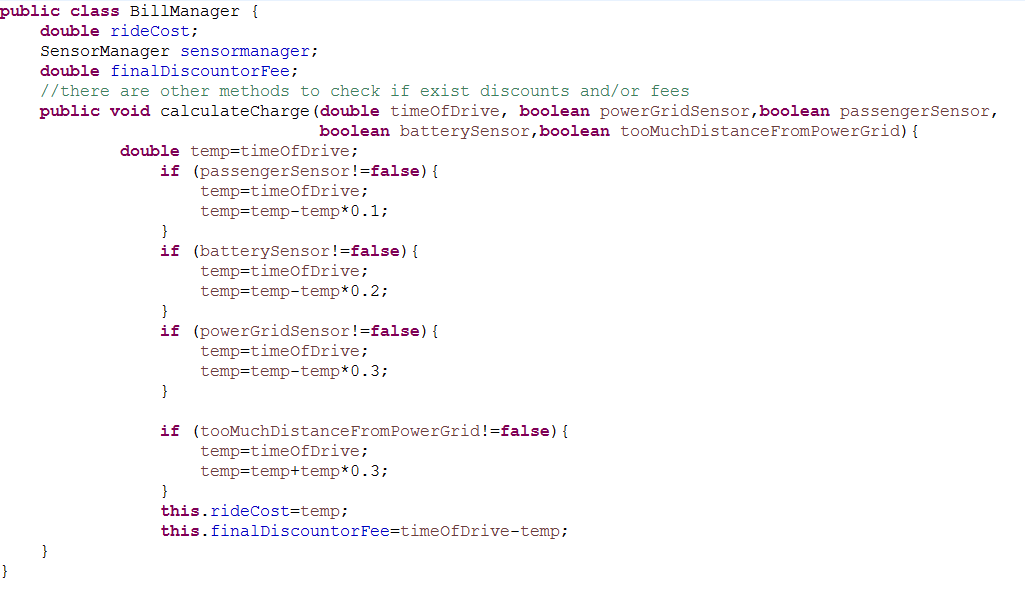 public class BillManager {
    double rideCost;
    SensorManager sensormanager;
    double finalDiscountorFee;
    //there are other methods to check if exist discounts and/or fees
    public void calculateCharge(double timeOfDrive, boolean powerGridSensor,boolean passengerSensor,
                                boolean batterySensor,boolean tooMuchDistanceFromPowerGrid){
            double temp=timeOfDrive;
                if (passengerSensor!=false){
                    temp=timeOfDrive;
                    temp=temp-temp*0.1;
                }
                if (batterySensor!=false){
                    temp=timeOfDrive;
                    temp=temp-temp*0.2;
                }
                if (powerGridSensor!=false){
                    temp=timeOfDrive;
                    temp=temp-temp*0.3;
                }

                if (tooMuchDistanceFromPowerGrid!=false){
                    temp=timeOfDrive;
                    temp=temp+temp*0.3;
                }
                this.rideCost=temp;
                this.finalDiscountorFee=timeOfDrive-temp;
    }
}